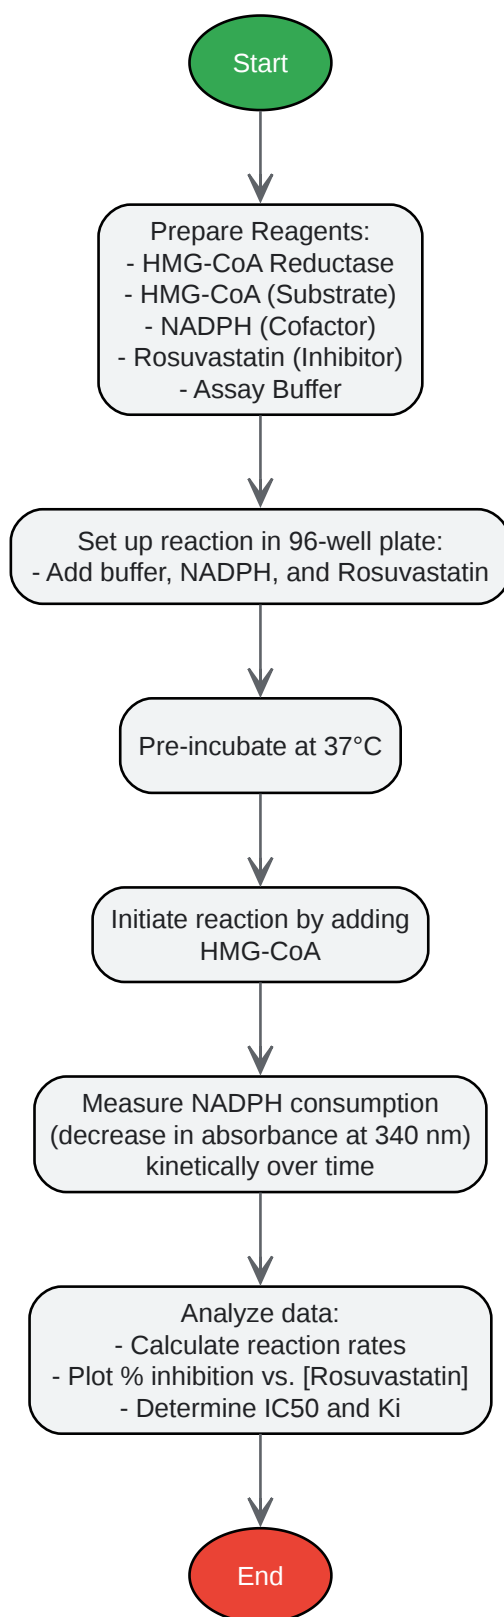 Start
Prepare Reagents:
- HMG-CoA Reductase
- HMG-CoA (Substrate)
- NADPH (Cofactor)
- Rosuvastatin (Inhibitor)
- Assay Buffer
Set up reaction in 96-well plate:
- Add buffer, NADPH, and Rosuvastatin
Pre-incubate at 37°C
Initiate reaction by adding
HMG-CoA
Measure NADPH consumption
(decrease in absorbance at 340 nm)
kinetically over time
Analyze data:
- Calculate reaction rates
- Plot % inhibition vs. [Rosuvastatin]
- Determine IC50 and Ki
End